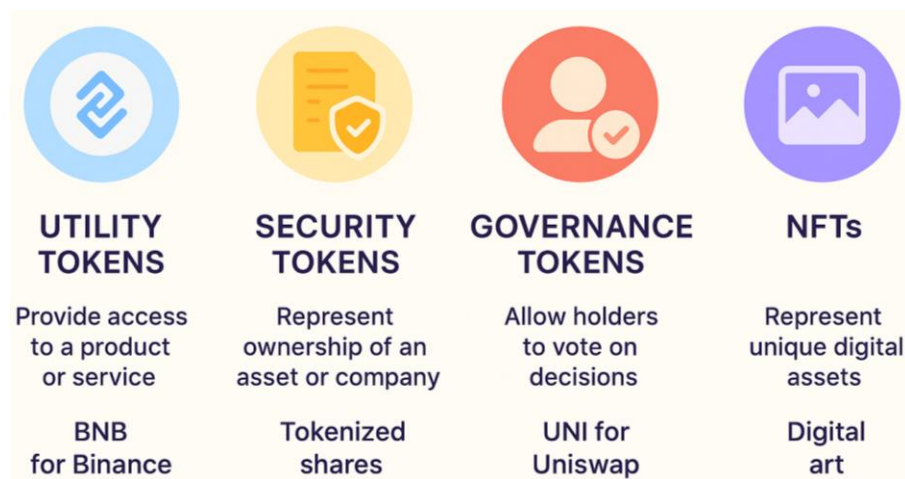 UTILITY
TOKENS
Provide access
to a product
or service
BNB
for Binance
SECURITY
TOKENS
Represent
ownership of an
asset or company
Tokenized
shares
GOVERNANCE
TOKENS
Allow holders
to vote on
decisions
UNI for
Uniswap
NFTs
Represent
unique digital
assets
Digital
art